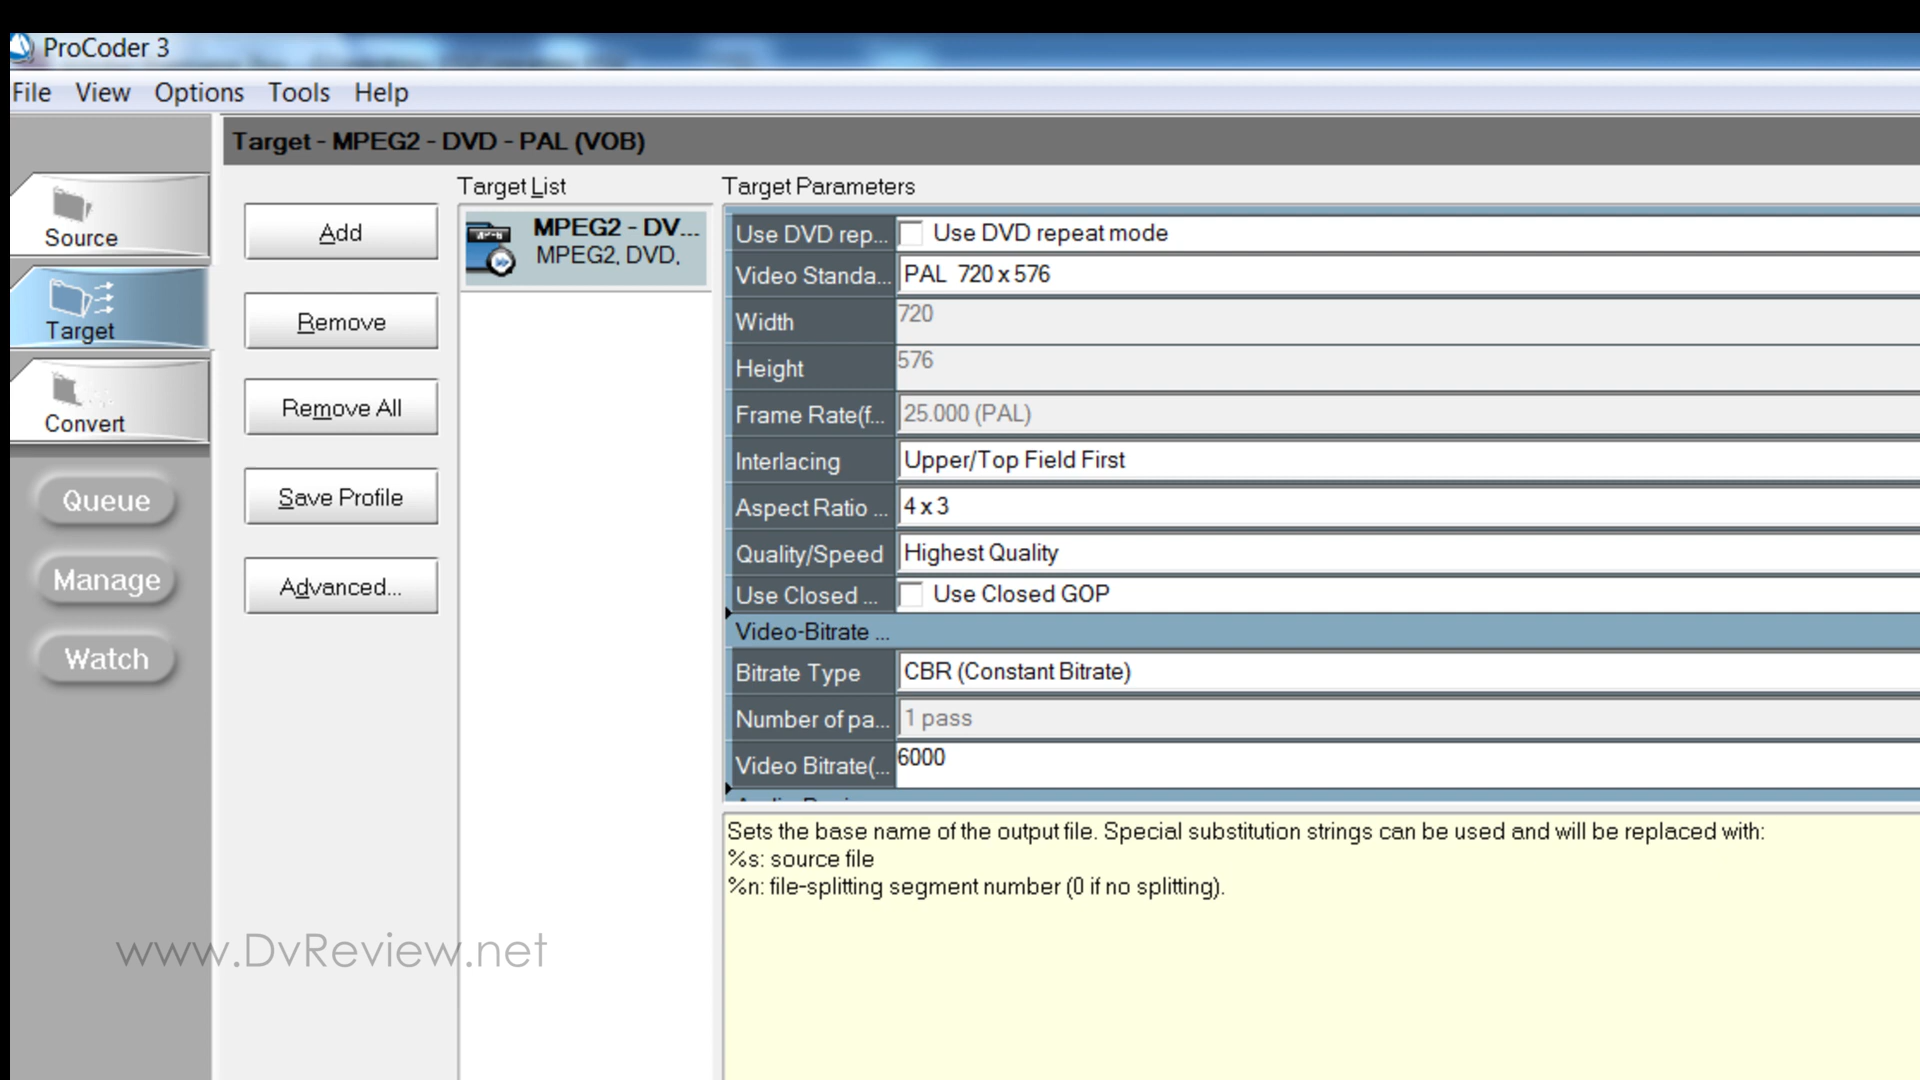 ProCoder 3
File View Options Tools Help
Target - MPEG2 - DVD - PAL (VOB)
Source
Target
Convert
Queue
Manage
Watch
Add
Remove
Remove All
Save Profile
Advanced...
Target List
MPEG2 - DV...
MPEG2, DVD,
Target Parameters
Use DVD rep... Use DVD repeat mode
Video Standa... PAL 720 x 576
Width 720
Height 576
Frame Rate(f... 25.000 (PAL)
Interlacing Upper/Top Field First
Aspect Ratio ... 4 x 3
Quality/Speed Highest Quality
Use Closed ... Use Closed GOP
Video-Bitrate ...
Bitrate Type CBR (Constant Bitrate)
Number of pa... 1 pass
Video Bitrate(... 6000
Sets the base name of the output file. Special substitution strings can be used and will be replaced with:
%s: source file
%n: file-splitting segment number (0 if no splitting).
www.DvReview.net